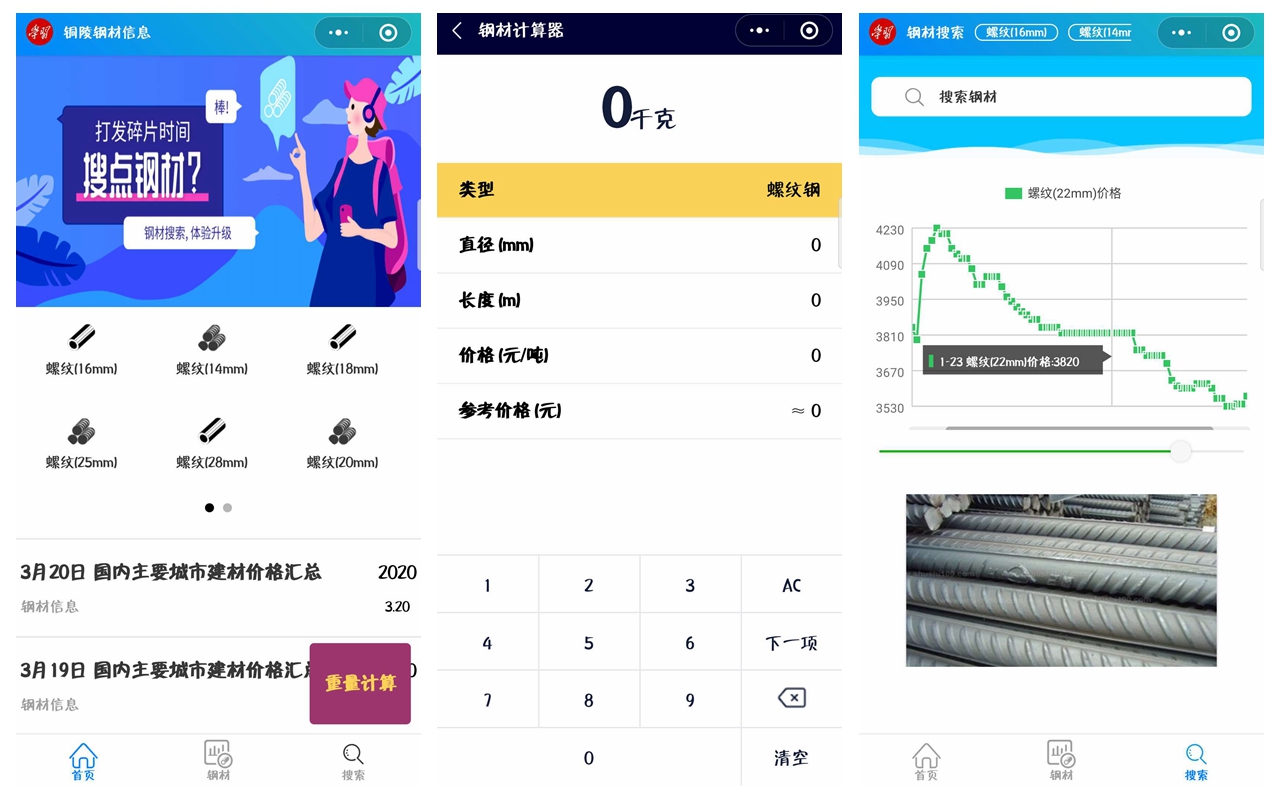 学习
铜陵钢材信息
棒!
打发碎片时间
搜点钢材?
钢材搜索, 体验升级
螺纹(16mm)
螺纹(14mm)
螺纹(18mm)
螺纹(25mm)
螺纹(28mm)
螺纹(20mm)
3月20日 国内主要城市建材价格汇总
2020
钢材信息
3.20
3月19日 国内主要城市建材价格汇总
0
钢材信息
重量计算
首页
钢材
搜索
钢材计算器
0千克
类型
螺纹钢
直径 (mm)
0
长度 (m)
0
价格 (元/吨)
0
参考价格 (元)
≈ 0
1
2
3
AC
4
5
6
下一项
7
8
9
0
清空
学习
钢材搜索
螺纹(16mm)
螺纹(14mr
搜索钢材
螺纹(22mm)价格
4230
4090
3950
3810
3670
3530
1-23 螺纹(22mm)价格:3820
首页
钢材
搜索